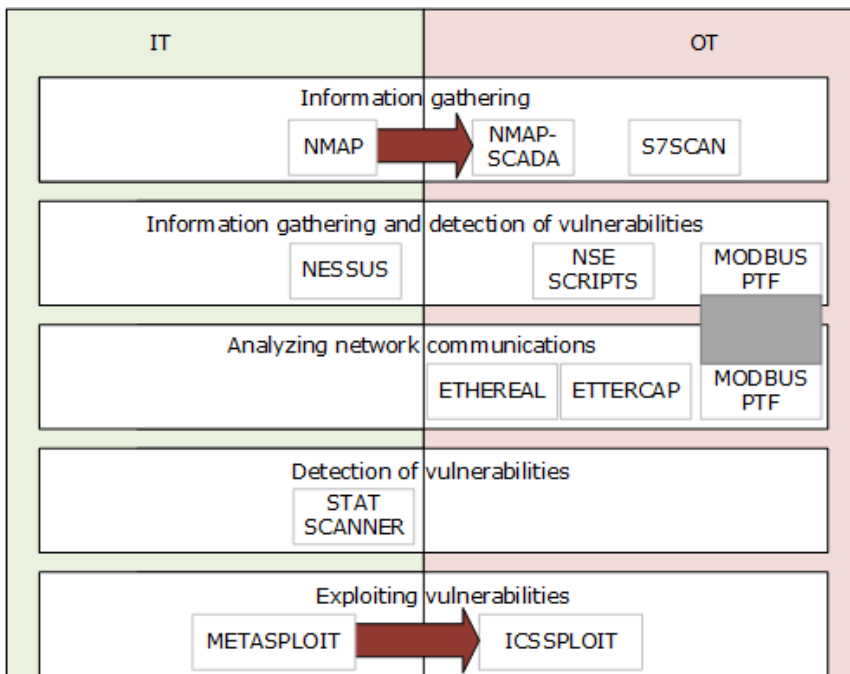 IT
OT
Information gathering
NMAP
NMAP-
SCADA
S7SCAN
Information gathering and detection of vulnerabilities
NESSUS
NSE
SCRIPTS
MODBUS
PTF
Analyzing network communications
ETHEREAL
ETTERCAP
MODBUS
PTF
Detection of vulnerabilities
STAT
SCANNER
Exploiting vulnerabilities
METASPLOIT
ICSSPLOIT